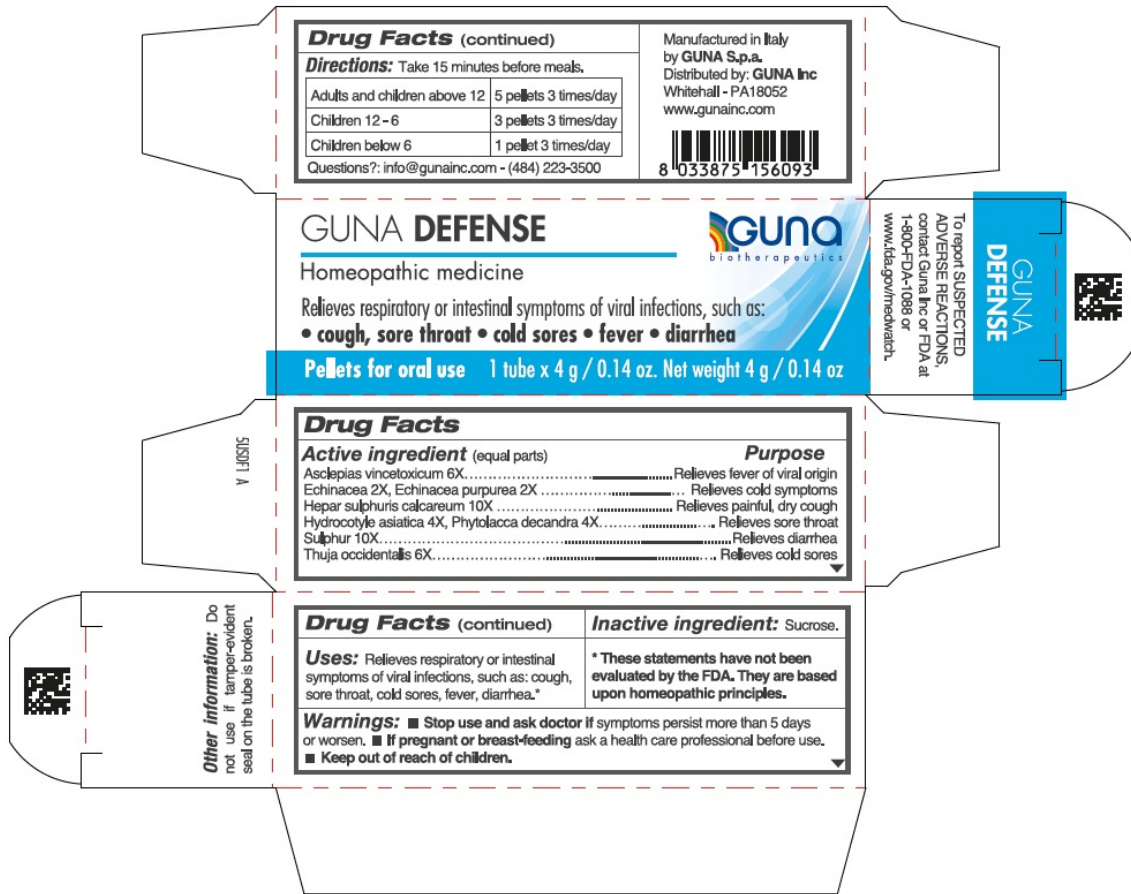 Drug Facts (continued)
Directions: Take 15 minutes before meals.
Adults and children above 12 5 pellets 3 times/day
Children 12 - 6 3 pellets 3 times/day
Children below 6 1 pellet 3 times/day
Questions?: info@gunainc.com - (484) 223-3500
Manufactured in Italy
by GUNA S.p.a.
Distributed by: GUNA Inc
Whitehall - PA18052
www.gunainc.com
8 033875 156093
GUNA DEFENSE
Homeopathic medicine
Relieves respiratory or intestinal symptoms of viral infections, such as:
• cough, sore throat • cold sores • fever • diarrhea
Pellets for oral use 1 tube x 4 g / 0.14 oz. Net weight 4 g / 0.14 oz
GUNA
biotherapeutics
To report SUSPECTED
ADVERSE REACTIONS,
contact Guna Inc or FDA at
1-800-FDA-1088 or
www.fda.gov/medwatch.
GUNA
DEFENSE
5USDF1 A
Drug Facts
Active ingredient (equal parts) Purpose
Asclepias vincetoxicum 6X Relieves fever of viral origin
Echinacea 2X, Echinacea purpurea 2X Relieves cold symptoms
Hepar sulphuris calcareum 10X Relieves painful, dry cough
Hydrocotyle asiatica 4X, Phytolacca decandra 4X Relieves sore throat
Sulphur 10X Relieves diarrhea
Thuja occidentalis 6X Relieves cold sores
Other information: Do
not use if tamper-evident
seal on the tube is broken.
Drug Facts (continued)
Uses: Relieves respiratory or intestinal
symptoms of viral infections, such as: cough,
sore throat, cold sores, fever, diarrhea.*
Inactive ingredient: Sucrose.
* These statements have not been
evaluated by the FDA. They are based
upon homeopathic principles.
Warnings: ■ Stop use and ask doctor if symptoms persist more than 5 days
or worsen. ■ If pregnant or breast-feeding ask a health care professional before use.
■ Keep out of reach of children.